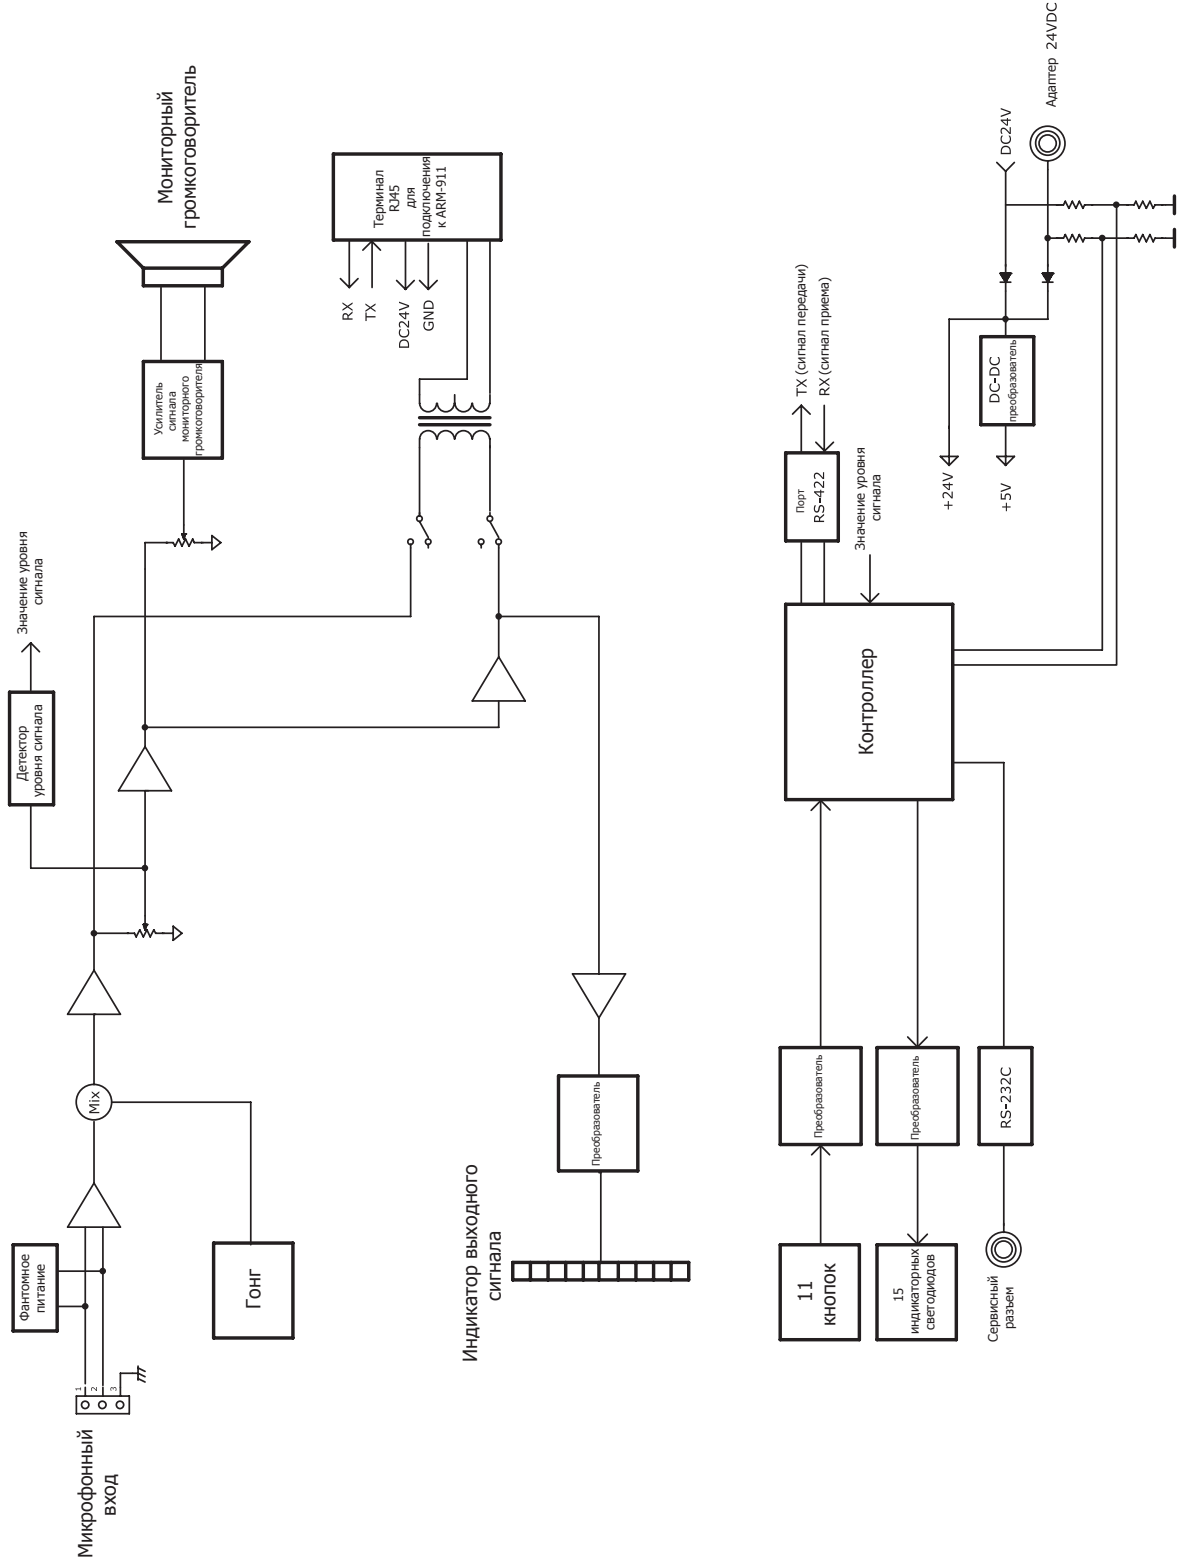 Микрофонный
вход
1
2
3
Фантомное
питание
Гонг
Mix
Детектор
уровня сигнала
Значение уровня
сигнала
Усилитель
сигнала
мониторного
громкоговорителя
Мониторный
громкоговоритель
RX
TX
DC24V
GND
Терминал
RJ45
для
подключения
к ARM-911
Индикатор выходного
сигнала
Преобразователь
11
кнопок
Преобразователь
15
индикаторных
светодиодов
Преобразователь
Сервисный
разъем
RS-232C
Контроллер
Порт
RS-422
Значение уровня
сигнала
TX (сигнал передачи)
RX (сигнал приема)
+24V
+5V
DC-DC
преобразователь
DC24V
Адаптер 24VDC